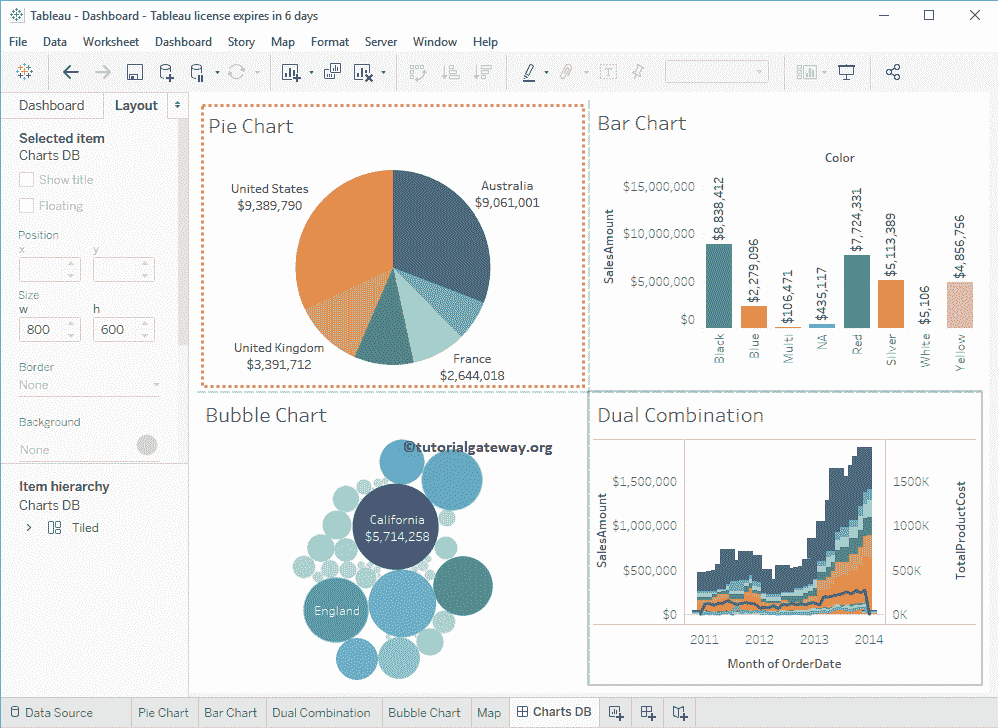 Tableau - Dashboard - Tableau license expires in 6 days
File Data Worksheet Dashboard Story Map Format Server Window Help
Dashboard Layout
Selected item
Charts DB
Show title
Floating
Position
x y
Size
w h
800 600
Border
None
Background
None
Item hierarchy
Charts DB
Tiled
Pie Chart
United States
$9,389,790
Australia
$9,061,001
United Kingdom
$3,391,712
France
$2,644,018
Bar Chart
Color
SalesAmount
$15,000,000
$10,000,000
$5,000,000
$0
$8,838,412
$2,279,096
$106,471
$435,117
$7,724,331
$5,113,389
$5,106
$4,856,756
Black
Blue
Multi
NA
Red
Silver
White
Yellow
Bubble Chart
©tutorialgateway.org
California
$5,714,258
England
Dual Combination
SalesAmount
$1,500,000
$1,000,000
$500,000
$0
1500K
1000K
500K
0K
TotalProductCost
2011 2012 2013 2014
Month of OrderDate
Data Source Pie Chart Bar Chart Dual Combination Bubble Chart Map Charts DB